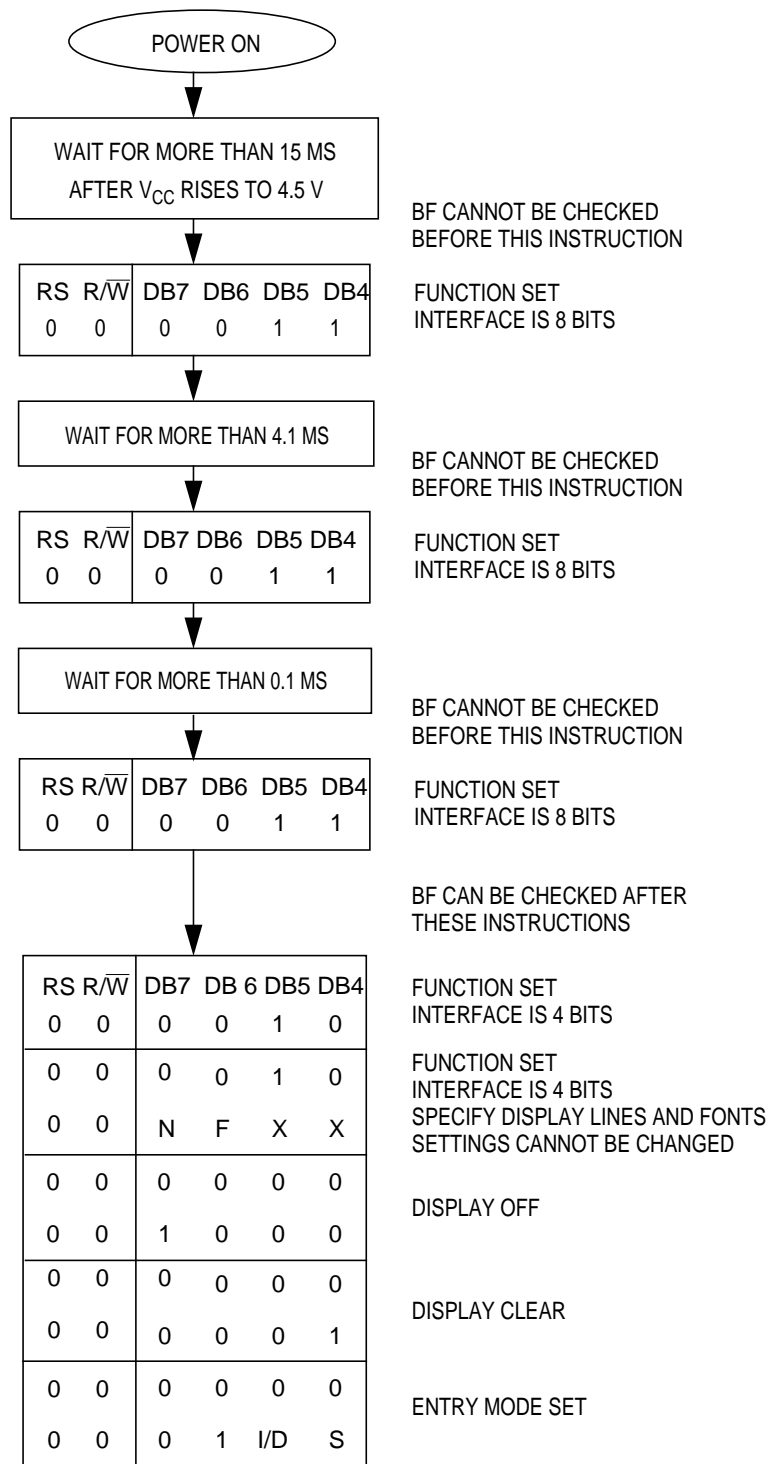 POWER ON
WAIT FOR MORE THAN 15 MS
AFTER VCC RISES TO 4.5 V
BF CANNOT BE CHECKED
BEFORE THIS INSTRUCTION
RS R/W̅ DB7 DB6 DB5 DB4
0 0 0 0 1 1
FUNCTION SET
INTERFACE IS 8 BITS
WAIT FOR MORE THAN 4.1 MS
BF CANNOT BE CHECKED
BEFORE THIS INSTRUCTION
RS R/W̅ DB7 DB6 DB5 DB4
0 0 0 0 1 1
FUNCTION SET
INTERFACE IS 8 BITS
WAIT FOR MORE THAN 0.1 MS
BF CANNOT BE CHECKED
BEFORE THIS INSTRUCTION
RS R/W̅ DB7 DB6 DB5 DB4
0 0 0 0 1 1
FUNCTION SET
INTERFACE IS 8 BITS
BF CAN BE CHECKED AFTER
THESE INSTRUCTIONS
RS R/W̅ DB7 DB 6 DB5 DB4
0 0 0 0 1 0
FUNCTION SET
INTERFACE IS 4 BITS
0 0 0 0 1 0
0 0 N F X X
FUNCTION SET
INTERFACE IS 4 BITS
SPECIFY DISPLAY LINES AND FONTS
SETTINGS CANNOT BE CHANGED
0 0 0 0 0 0
0 0 1 0 0 0
DISPLAY OFF
0 0 0 0 0 0
0 0 0 0 0 1
DISPLAY CLEAR
0 0 0 0 0 0
0 0 0 1 I/D S
ENTRY MODE SET